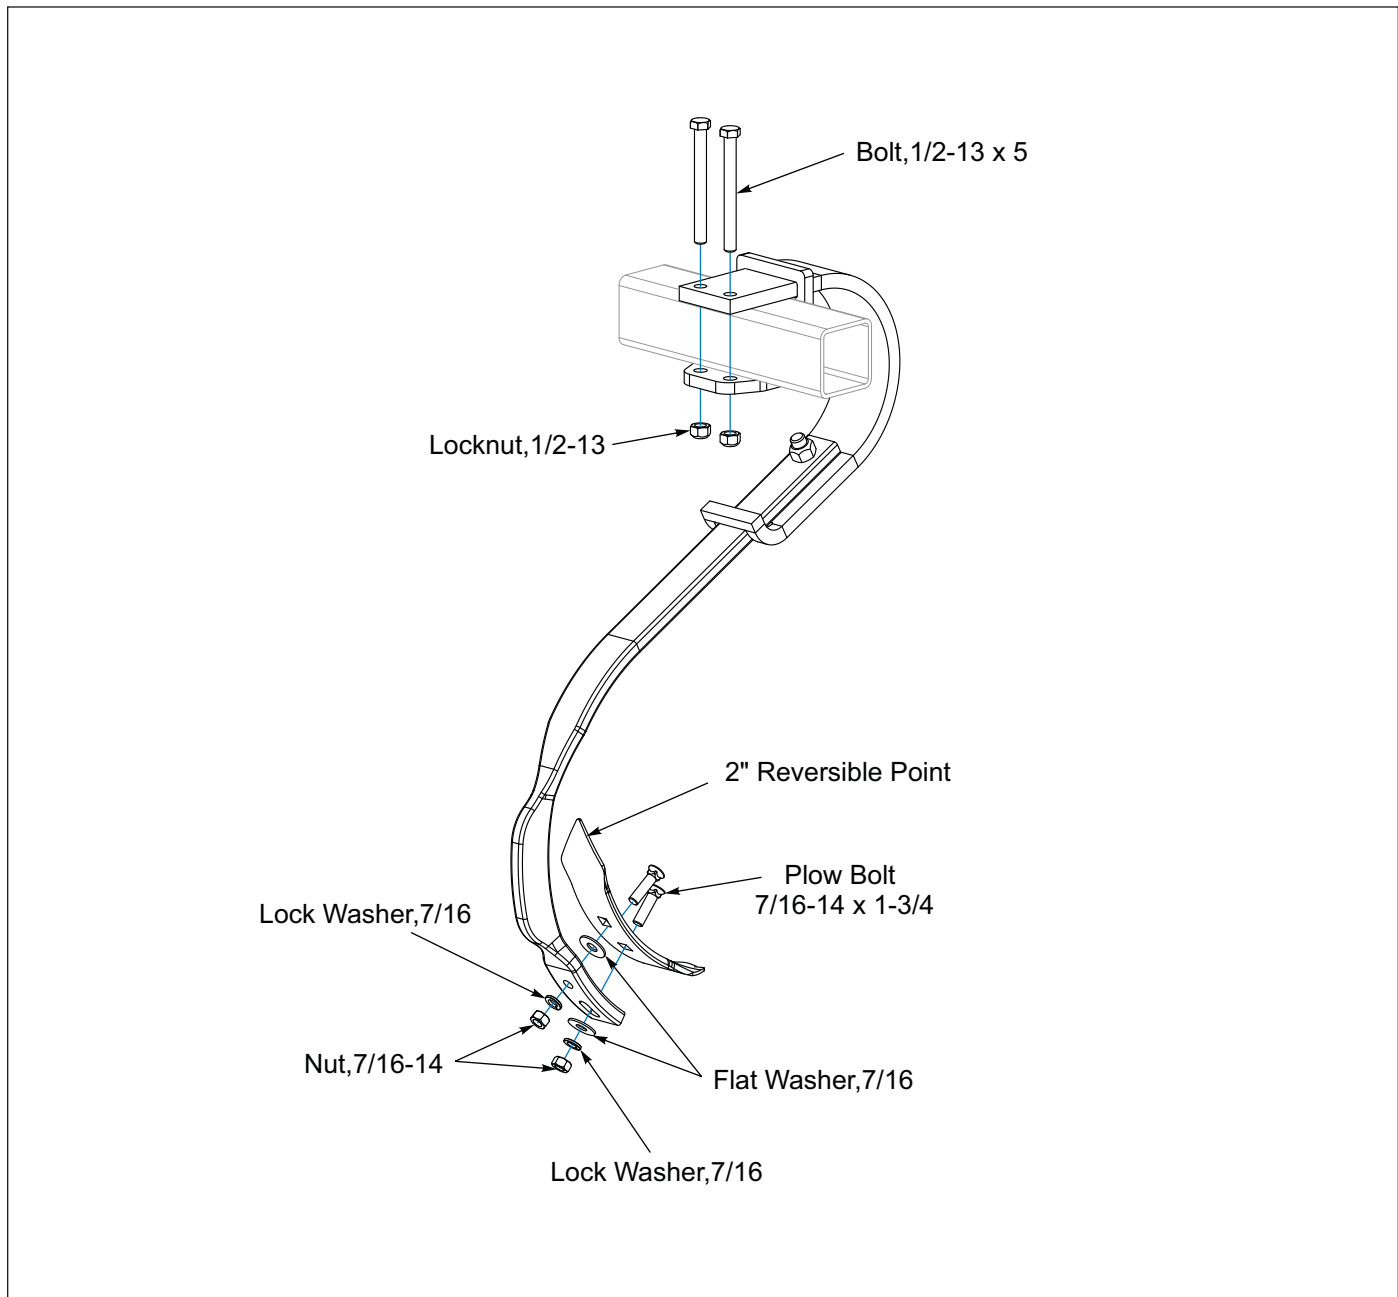 Bolt,1/2-13 x 5
Locknut,1/2-13
2" Reversible Point
Plow Bolt
7/16-14 x 1-3/4
Lock Washer,7/16
Nut,7/16-14
Flat Washer,7/16
Lock Washer,7/16